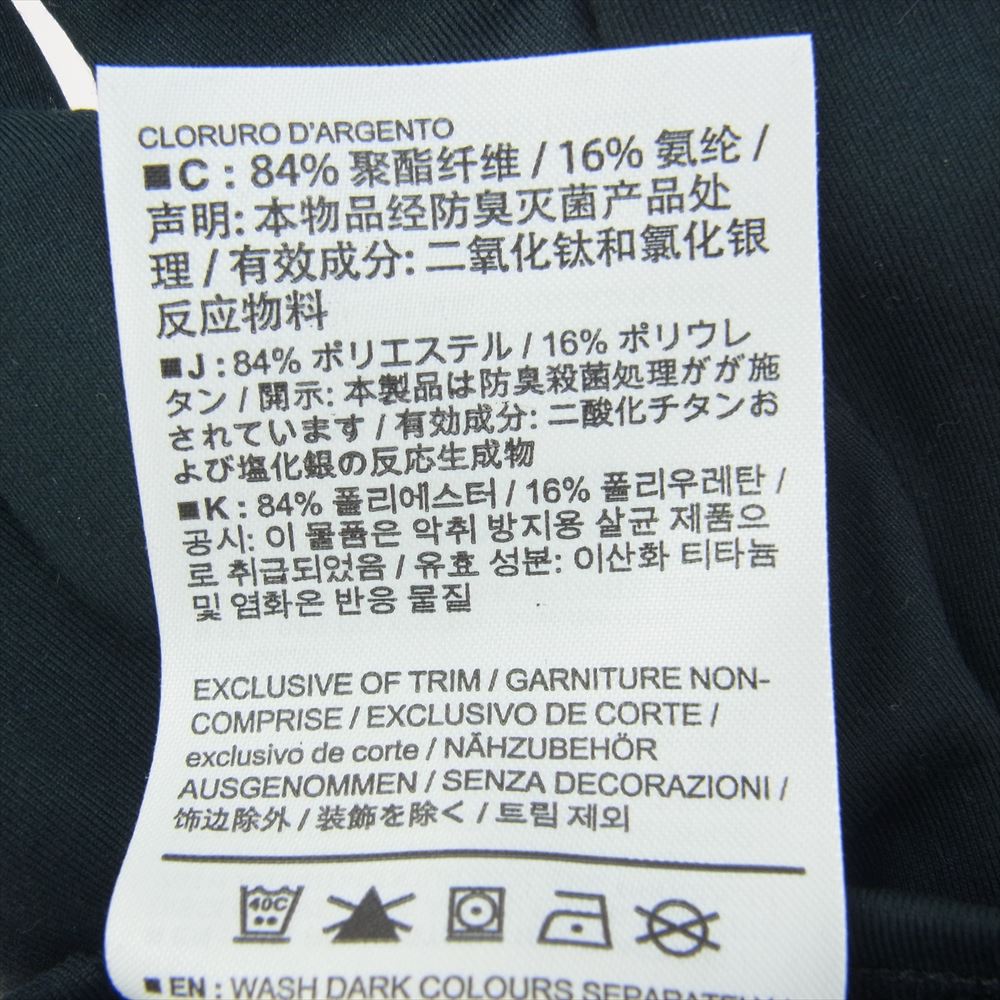 CLORURO D'ARGENTO
■C : 84% 聚酯纤维 / 16% 氨纶 /
声明: 本物品经防臭灭菌产品处
理 / 有效成分: 二氧化钛和氯化银
反应物料
■J : 84% ポリエステル / 16% ポリウレ
タン / 開示: 本製品は防臭殺菌処理がが施
されています / 有効成分: 二酸化チタンお
よび塩化銀の反応生成物
■K : 84% 폴리에스터 / 16% 폴리우레탄 /
공시: 이 물품은 악취 방지용 살균 제품으
로 취급되었음 / 유효 성분: 이산화 티타늄
및 염화온 반응 물질
EXCLUSIVE OF TRIM / GARNITURE NON-
COMPRISE / EXCLUSIVO DE CORTE /
exclusivo de corte / NÄHZUBEHÖR
AUSGENOMMEN / SENZA DECORAZIONI /
饰边除外 / 装飾を除く / 트림 제외
40C
■EN : WASH DARK COLOURS SEPARATELY